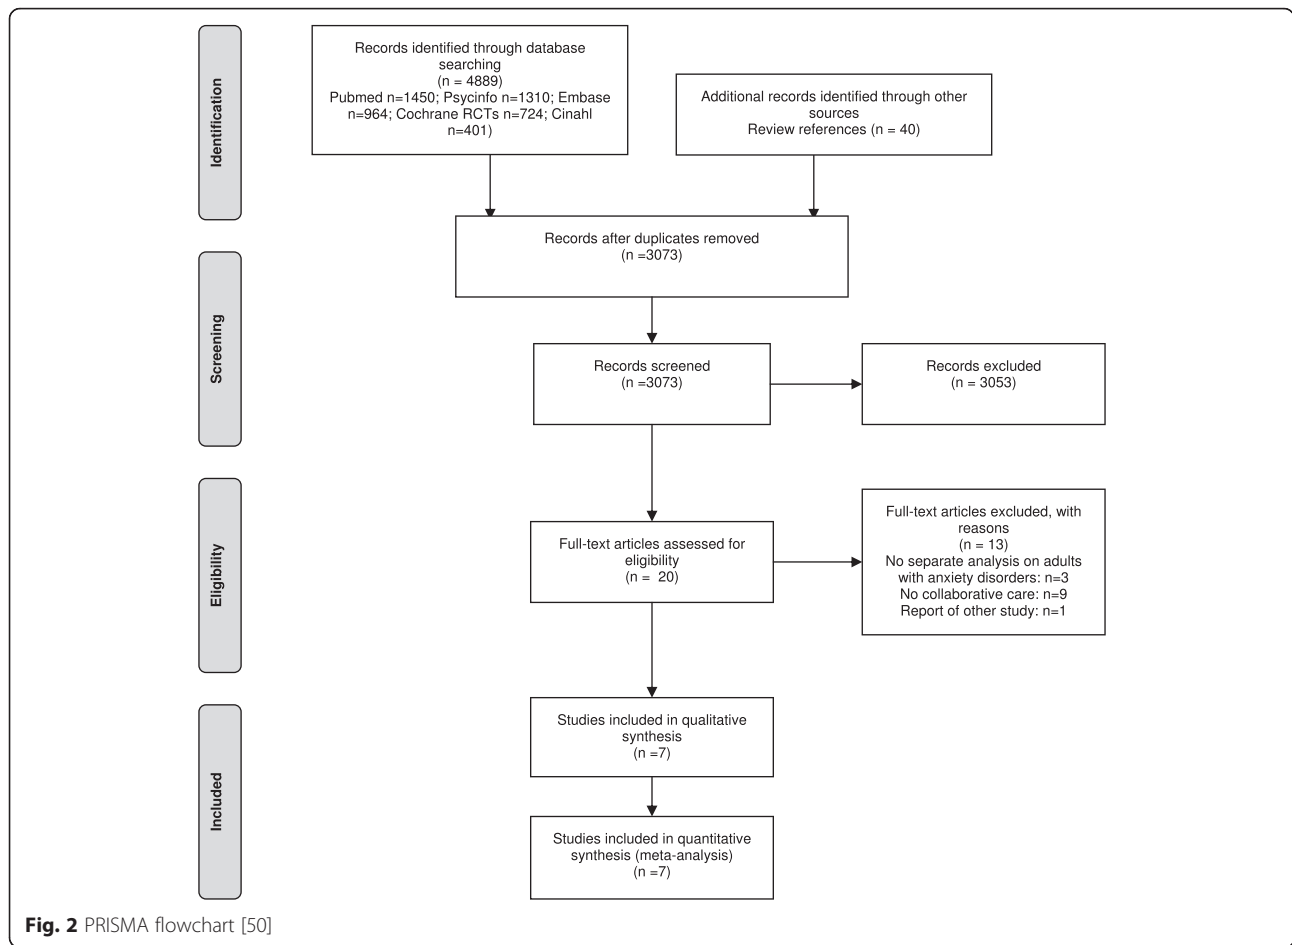 Identification
Records identified through database
searching
(n = 4889)
Pubmed n=1450; Psycinfo n=1310; Embase
n=964; Cochrane RCTs n=724; Cinahl
n=401)
Additional records identified through other
sources
Review references (n = 40)
Records after duplicates removed
(n =3073)
Screening
Records screened
(n =3073)
Records excluded
(n = 3053)
Eligibility
Full-text articles assessed for
eligibility
(n =  20)
Full-text articles excluded, with
reasons
(n = 13)
No separate analysis on adults
with anxiety disorders: n=3
No collaborative care: n=9
Report of other study: n=1
Included
Studies included in qualitative
synthesis
(n =7)
Studies included in quantitative
synthesis (meta-analysis)
(n =7)
Fig. 2 PRISMA flowchart [50]